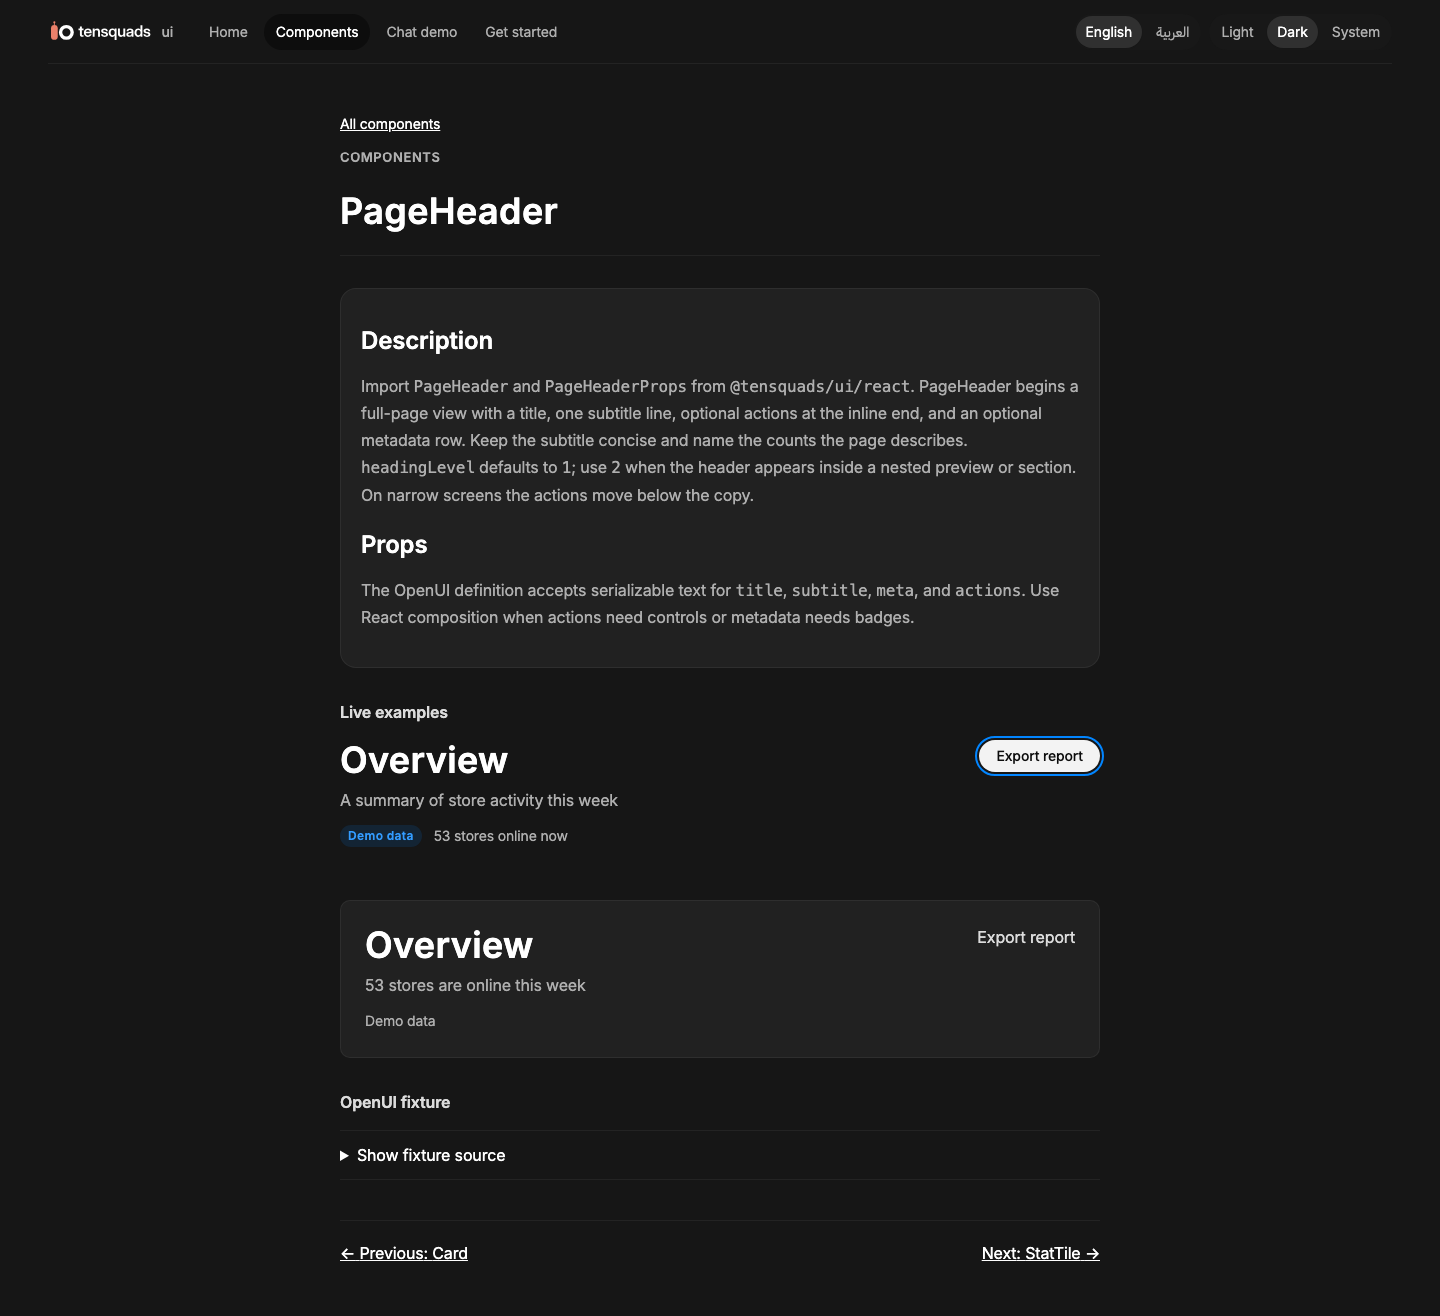 tensquads ui Home Components Chat demo Get started English العربية Light Dark System
All components
COMPONENTS
PageHeader
Description
Import PageHeader and PageHeaderProps from @tensquads/ui/react. PageHeader begins a
full-page view with a title, one subtitle line, optional actions at the inline end, and an optional
metadata row. Keep the subtitle concise and name the counts the page describes.
headingLevel defaults to 1; use 2 when the header appears inside a nested preview or section.
On narrow screens the actions move below the copy.
Props
The OpenUI definition accepts serializable text for title, subtitle, meta, and actions. Use
React composition when actions need controls or metadata needs badges.
Live examples
Overview
Export report
A summary of store activity this week
Demo data 53 stores online now
Overview
Export report
53 stores are online this week
Demo data
OpenUI fixture
▶ Show fixture source
← Previous: Card Next: StatTile →